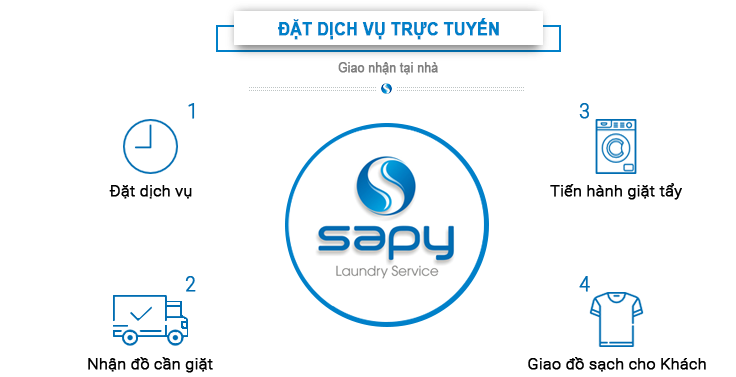 ĐẶT DỊCH VỤ TRỰC TUYẾN
Giao nhận tại nhà
1
Đặt dịch vụ
2
Nhận đồ cần giặt
sapy
Laundry Service
3
Tiến hành giặt tẩy
4
Giao đồ sạch cho Khách